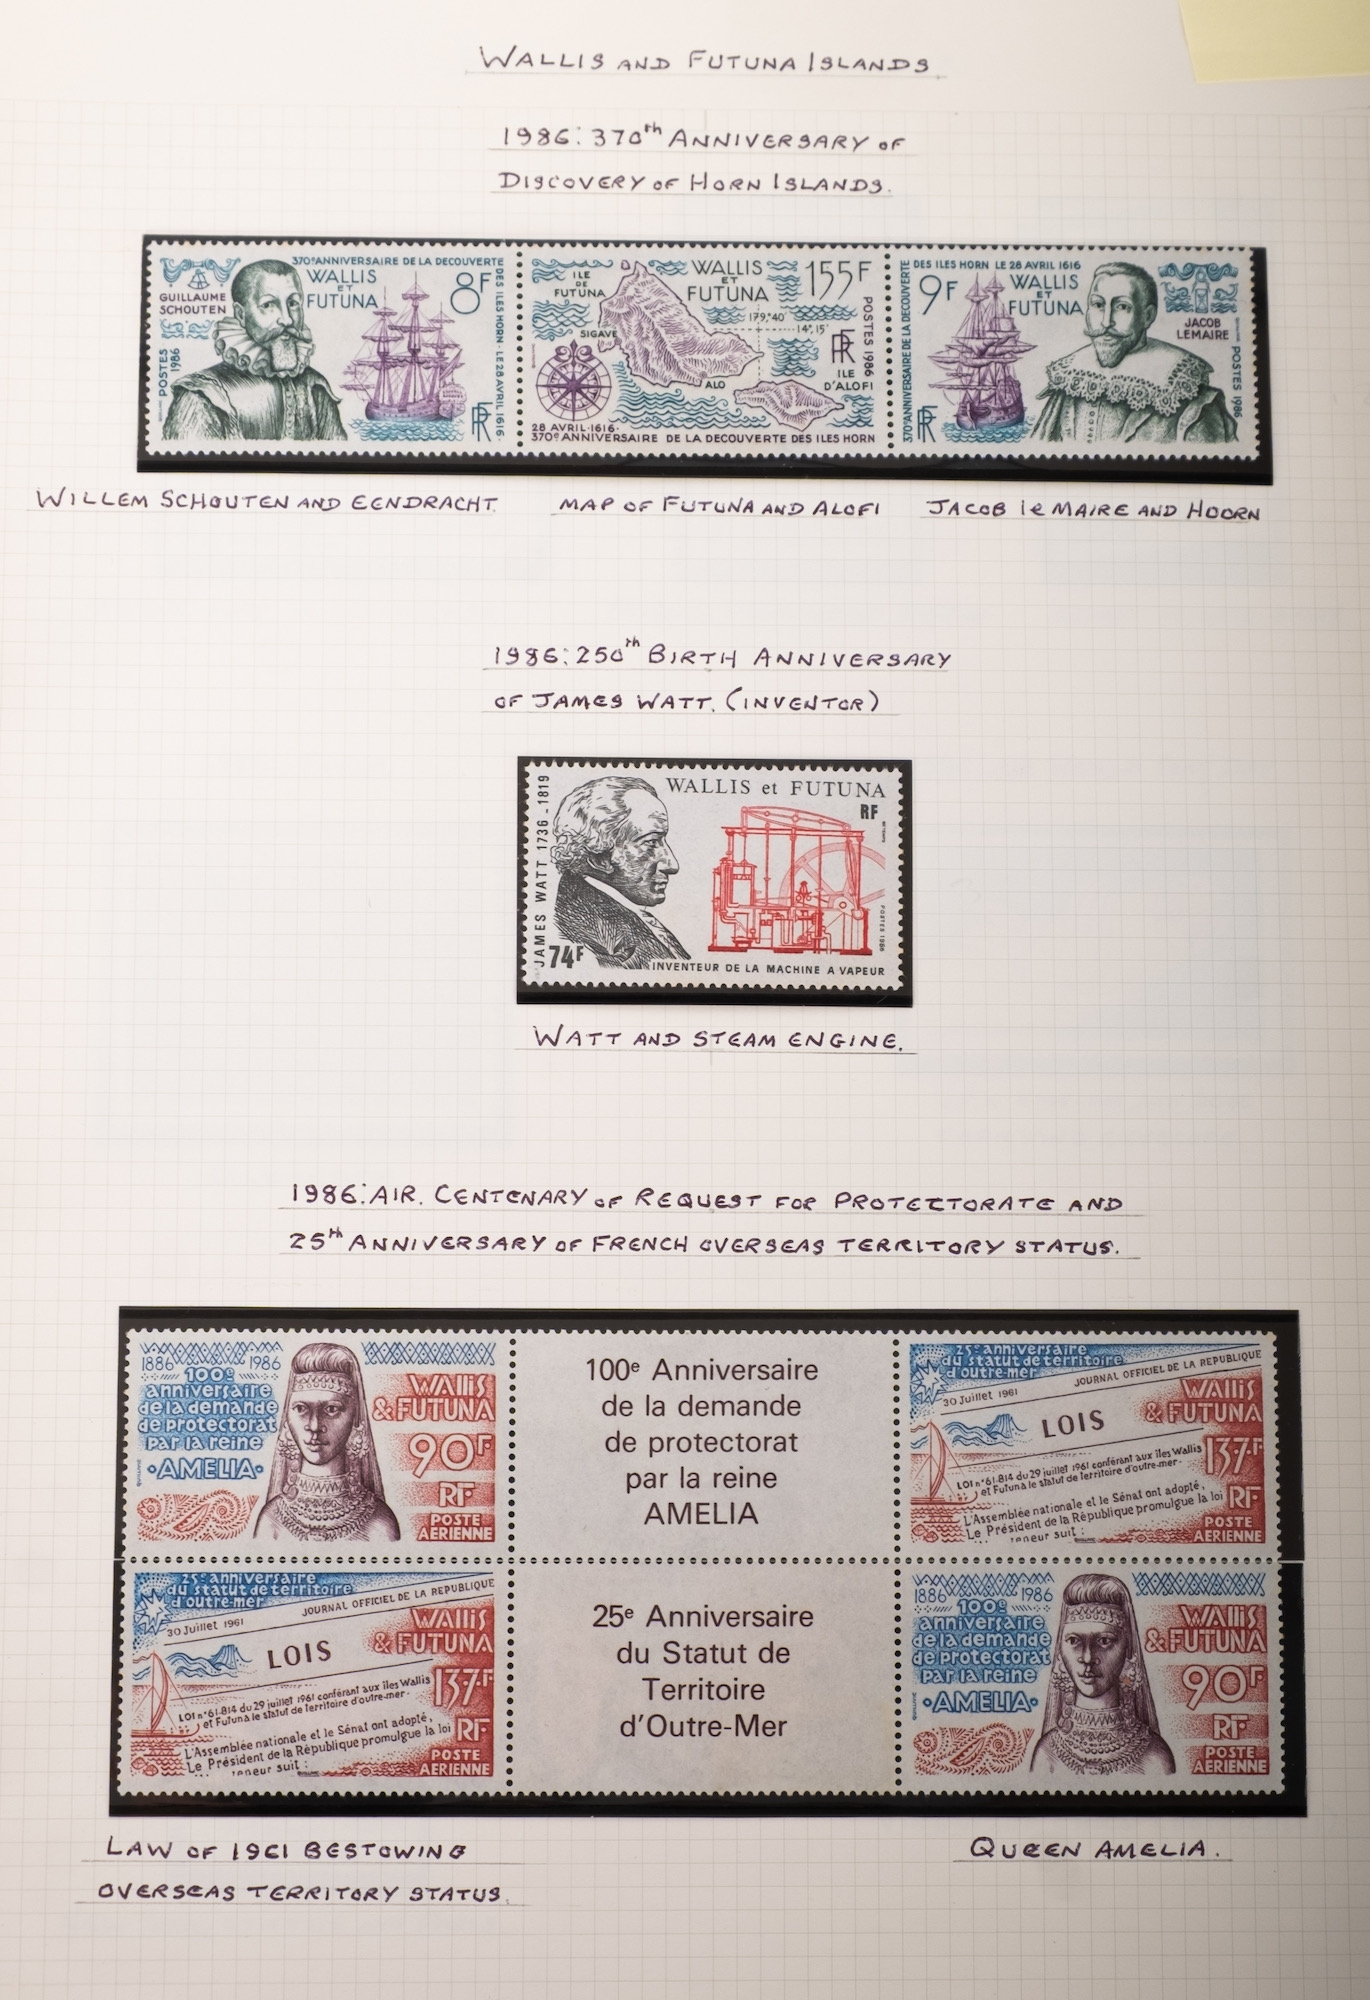 WALLIS AND FUTUNA ISLANDS
1986: 370th ANNIVERSARY OF
DISCOVERY OF HORN ISLANDS.
370e ANNIVERSAIRE DE LA DECOUVERTE
DES ILES HORN - LE 28 AVRIL 1616 -
WALLIS
ET
FUTUNA
8F
GUILLAUME
SCHOUTEN
POSTES 1986
RF
ILE
DE
FUTUNA
WALLIS
ET
FUTUNA
155F
179°40'
14°,15'
SIGAVE
POSTES 1986
RF
ALO
ILE
D'ALOFI
28 AVRIL·1616-
370e ANNIVERSAIRE DE LA DECOUVERTE DES ILES HORN
370e ANNIVERSAIRE DE LA DECOUVERTE
DES ILES HORN LE 28 AVRIL 1616
9F
WALLIS
ET
FUTUNA
JACOB
LEMAIRE
POSTES 1986
RF
WILLEM SCHOUTEN AND EENDRACHT.
MAP OF FUTUNA AND ALOFI
JACOB le MAIRE AND HOORN
1986: 250th BIRTH ANNIVERSARY
OF JAMES WATT. (INVENTOR)
JAMES WATT 1736 - 1819
WALLIS et FUTUNA
RF
POSTES 1986
74F
INVENTEUR DE LA MACHINE A VAPEUR
WATT AND STEAM ENGINE.
1986: AIR. CENTENARY OF REQUEST FOR PROTECTORATE AND
25th ANNIVERSARY OF FRENCH OVERSEAS TERRITORY STATUS.
1886 1986
100e
anniversaire
de la demande
de protectorat
par la reine
·AMELIA·
WALLIS
& FUTUNA
90F
RF
POSTE
AERIENNE
100e Anniversaire
de la demande
de protectorat
par la reine
AMELIA
25e anniversaire
du statut de territoire
d'outre-mer
JOURNAL OFFICIEL DE LA REPUBLIQUE
30 Juillet 1961
LOIS
WALLIS
& FUTUNA
137F
LOI n°61.814 du 29 juillet 1961 conférant aux îles Wallis
et Futuna le statut de territoire d'outre-mer-
L'Assemblée nationale et le Sénat ont adopté,
Le Président de la République promulgue la loi
teneur suit :
RF
POSTE
AERIENNE
25e anniversaire
du statut de territoire
d'outre-mer
JOURNAL OFFICIEL DE LA REPUBLIQUE
30 Juillet 1961
LOIS
WALLIS
& FUTUNA
137F
LOI n°61.814 du 29 juillet 1961 conférant aux îles Wallis
et Futuna le statut de territoire d'outre-mer-
L'Assemblée nationale et le Sénat ont adopté,
Le Président de la République promulgue la loi
teneur suit :
RF
POSTE
AERIENNE
25e Anniversaire
du Statut de
Territoire
d'Outre-Mer
1886 1986
100e
anniversaire
de la demande
de protectorat
par la reine
·AMELIA·
WALLIS
& FUTUNA
90F
RF
POSTE
AERIENNE
LAW OF 1961 BESTOWING
OVERSEAS TERRITORY STATUS.
QUEEN AMELIA.